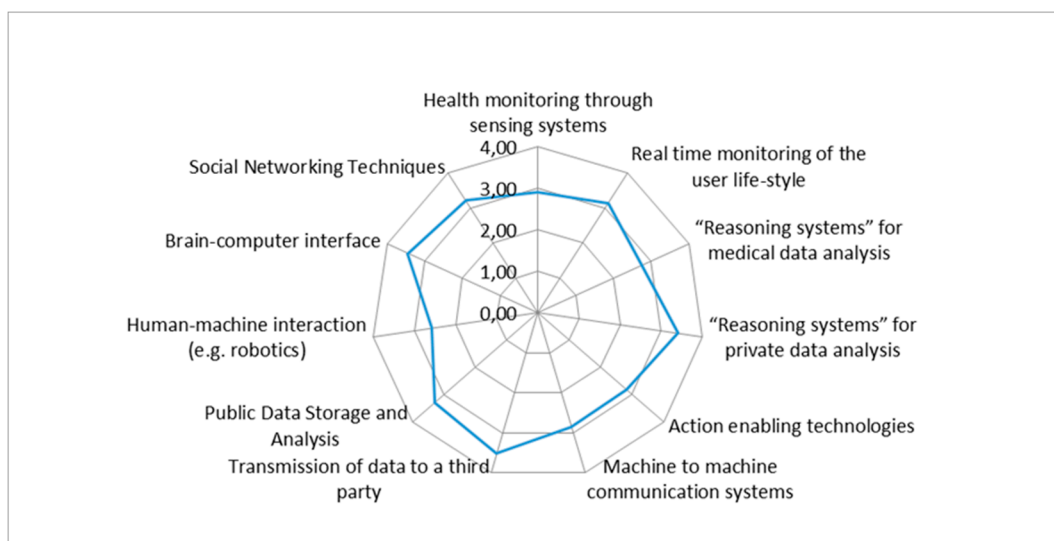 Health monitoring through
sensing systems
4,00
3,00
2,00
1,00
0,00
Real time monitoring of the
user life-style
“Reasoning systems” for
medical data analysis
“Reasoning systems” for
private data analysis
Action enabling technologies
Machine to machine
communication systems
Transmission of data to a third
party
Public Data Storage and
Analysis
Human-machine interaction
(e.g. robotics)
Brain-computer interface
Social Networking Techniques